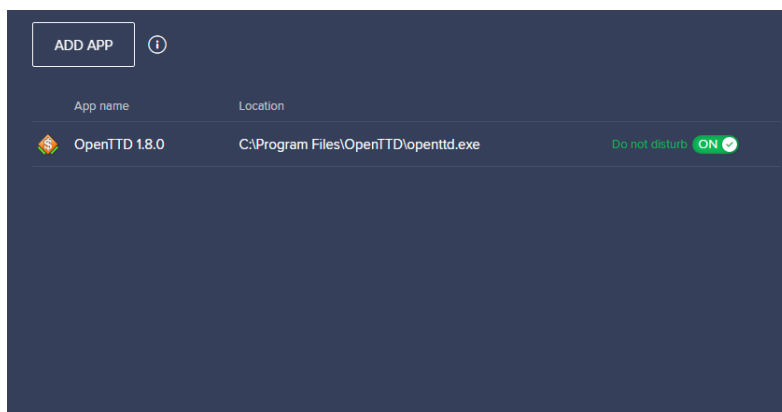 ADD APP
App name Location
OpenTTD 1.8.0 C:\Program Files\OpenTTD\openttd.exe Do not disturb ON